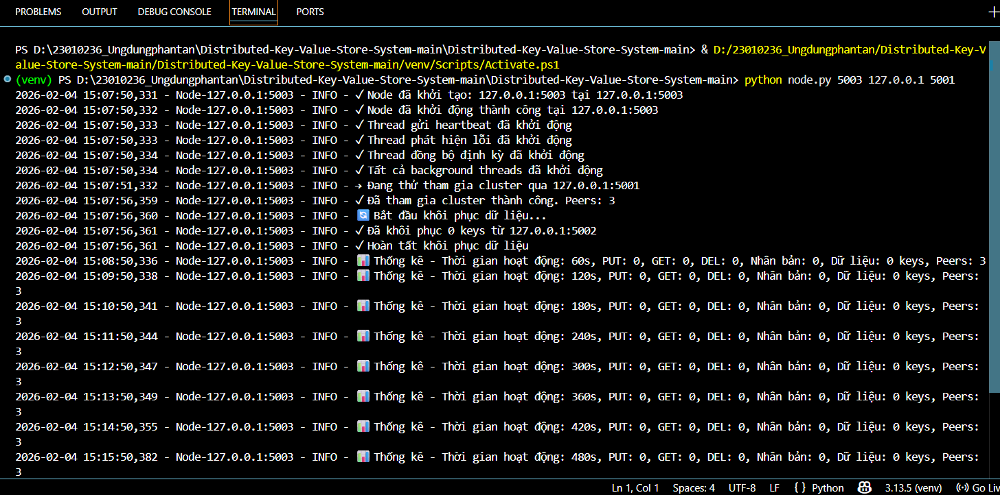 PROBLEMS OUTPUT DEBUG CONSOLE TERMINAL PORTS
PS D:\23010236_Ungdungphantan\Distributed-Key-Value-Store-System-main\Distributed-Key-Value-Store-System-main> & D:/23010236_Ungdungphantan/Distributed-Key-V
alue-Store-System-main/Distributed-Key-Value-Store-System-main/venv/Scripts/Activate.ps1
(venv) PS D:\23010236_Ungdungphantan\Distributed-Key-Value-Store-System-main\Distributed-Key-Value-Store-System-main> python node.py 5003 127.0.0.1 5001
2026-02-04 15:07:50,331 - Node-127.0.0.1:5003 - INFO - ✓ Node đã khởi tạo: 127.0.0.1:5003 tại 127.0.0.1:5003
2026-02-04 15:07:50,332 - Node-127.0.0.1:5003 - INFO - ✓ Node đã khởi động thành công tại 127.0.0.1:5003
2026-02-04 15:07:50,333 - Node-127.0.0.1:5003 - INFO - ✓ Thread gửi heartbeat đã khởi động
2026-02-04 15:07:50,333 - Node-127.0.0.1:5003 - INFO - ✓ Thread phát hiện lỗi đã khởi động
2026-02-04 15:07:50,334 - Node-127.0.0.1:5003 - INFO - ✓ Thread đồng bộ định kỳ đã khởi động
2026-02-04 15:07:50,334 - Node-127.0.0.1:5003 - INFO - ✓ Tất cả background threads đã khởi động
2026-02-04 15:07:51,332 - Node-127.0.0.1:5003 - INFO - → Đang thử tham gia cluster qua 127.0.0.1:5001
2026-02-04 15:07:56,359 - Node-127.0.0.1:5003 - INFO - ✓ Đã tham gia cluster thành công. Peers: 3
2026-02-04 15:07:56,360 - Node-127.0.0.1:5003 - INFO - 🔄 Bắt đầu khôi phục dữ liệu...
2026-02-04 15:07:56,361 - Node-127.0.0.1:5003 - INFO - ✓ Đã khôi phục 0 keys từ 127.0.0.1:5002
2026-02-04 15:07:56,361 - Node-127.0.0.1:5003 - INFO - ✓ Hoàn tất khôi phục dữ liệu
2026-02-04 15:08:50,336 - Node-127.0.0.1:5003 - INFO - 📊 Thống kê - Thời gian hoạt động: 60s, PUT: 0, GET: 0, DEL: 0, Nhân bản: 0, Dữ liệu: 0 keys, Peers: 3
2026-02-04 15:09:50,338 - Node-127.0.0.1:5003 - INFO - 📊 Thống kê - Thời gian hoạt động: 120s, PUT: 0, GET: 0, DEL: 0, Nhân bản: 0, Dữ liệu: 0 keys, Peers:
3
2026-02-04 15:10:50,341 - Node-127.0.0.1:5003 - INFO - 📊 Thống kê - Thời gian hoạt động: 180s, PUT: 0, GET: 0, DEL: 0, Nhân bản: 0, Dữ liệu: 0 keys, Peers:
3
2026-02-04 15:11:50,344 - Node-127.0.0.1:5003 - INFO - 📊 Thống kê - Thời gian hoạt động: 240s, PUT: 0, GET: 0, DEL: 0, Nhân bản: 0, Dữ liệu: 0 keys, Peers:
3
2026-02-04 15:12:50,347 - Node-127.0.0.1:5003 - INFO - 📊 Thống kê - Thời gian hoạt động: 300s, PUT: 0, GET: 0, DEL: 0, Nhân bản: 0, Dữ liệu: 0 keys, Peers:
3
2026-02-04 15:13:50,349 - Node-127.0.0.1:5003 - INFO - 📊 Thống kê - Thời gian hoạt động: 360s, PUT: 0, GET: 0, DEL: 0, Nhân bản: 0, Dữ liệu: 0 keys, Peers:
3
2026-02-04 15:14:50,355 - Node-127.0.0.1:5003 - INFO - 📊 Thống kê - Thời gian hoạt động: 420s, PUT: 0, GET: 0, DEL: 0, Nhân bản: 0, Dữ liệu: 0 keys, Peers:
3
2026-02-04 15:15:50,382 - Node-127.0.0.1:5003 - INFO - 📊 Thống kê - Thời gian hoạt động: 480s, PUT: 0, GET: 0, DEL: 0, Nhân bản: 0, Dữ liệu: 0 keys, Peers:
3
Ln 1, Col 1 Spaces: 4 UTF-8 LF {} Python 3.13.5 (venv) Go Liv